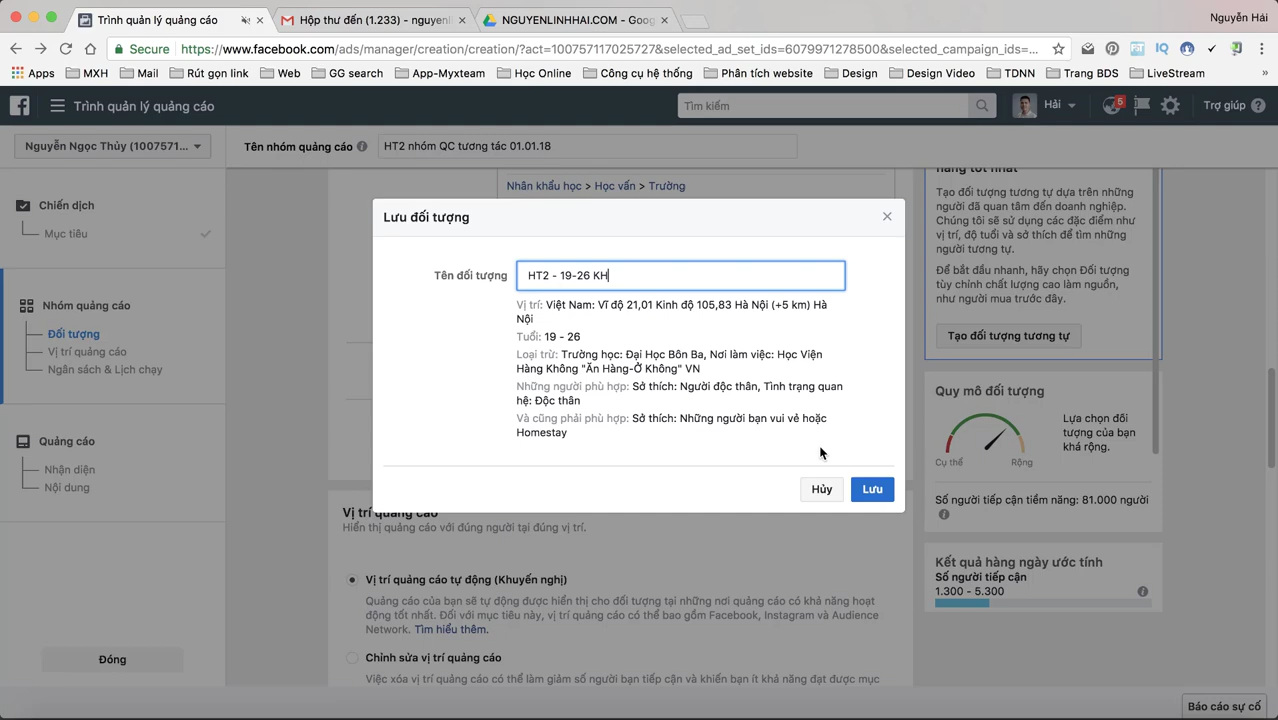 Trình quản lý quảng cáo
Hộp thư đến (1.233) - nguyenl
NGUYENLINHHAI.COM - Goog
Nguyễn Hải
Secure
https://www.facebook.com/ads/manager/creation/creation/?act=100757117025727&selected_ad_set_ids=6079971278500&selected_campaign_ids=...
Apps
MXH
Mail
Rút gọn link
Web
GG search
App-Myxteam
Học Online
Công cụ hệ thống
Phân tích website
Design
Design Video
TDNN
Trang BDS
LiveStream
»
Trình quản lý quảng cáo
Tìm kiếm
Hải
5
Trợ giúp
Nguyễn Ngọc Thủy (1007571...
Tên nhóm quảng cáo
HT2 nhóm QC tương tác 01.01.18
Chiến dịch
Mục tiêu
Nhóm quảng cáo
Đối tượng
Vị trí quảng cáo
Ngân sách & Lịch chạy
Quảng cáo
Nhận diện
Nội dung
Đóng
Nhân khẩu học > Học vấn > Trường
Lưu đối tượng
Tên đối tượng
HT2 - 19-26 KH
Vị trí: Việt Nam: Vĩ độ 21,01 Kinh độ 105,83 Hà Nội (+5 km) Hà
Nội
Tuổi: 19 - 26
Loại trừ: Trường học: Đại Học Bôn Ba, Nơi làm việc: Học Viện
Hàng Không "Ăn Hàng-Ở Không" VN
Những người phù hợp: Sở thích: Người độc thân, Tình trạng quan
hệ: Độc thân
Và cũng phải phù hợp: Sở thích: Những người bạn vui vẻ hoặc
Homestay
Hủy
Lưu
Vị trí quảng cáo
Hiển thị quảng cáo với đúng người tại đúng vị trí.
Vị trí quảng cáo tự động (Khuyến nghị)
Quảng cáo của bạn sẽ tự động được hiển thị cho đối tượng tại những nơi quảng cáo có khả năng hoạt
động tốt nhất. Đối với mục tiêu này, vị trí quảng cáo có thể bao gồm Facebook, Instagram và Audience
Network. Tìm hiểu thêm.
Chỉnh sửa vị trí quảng cáo
Việc xóa vị trí quảng cáo có thể làm giảm số người bạn tiếp cận và khiến bạn ít khả năng đạt được mục
hàng tốt nhất
Tạo đối tượng tương tự dựa trên những
người đã quan tâm đến doanh nghiệp.
Chúng tôi sẽ sử dụng các đặc điểm như
vị trí, độ tuổi và sở thích để tìm những
người tương tự.
Để bắt đầu nhanh, hãy chọn Đối tượng
tùy chỉnh chất lượng cao làm nguồn,
như người mua trước đây.
Tạo đối tượng tương tự
Quy mô đối tượng
Cụ thể
Rộng
Lựa chọn đối
tượng của bạn
khá rộng.
Số người tiếp cận tiềm năng: 81.000 người
Kết quả hàng ngày ước tính
Số người tiếp cận
1.300 - 5.300
Báo cáo sự cố